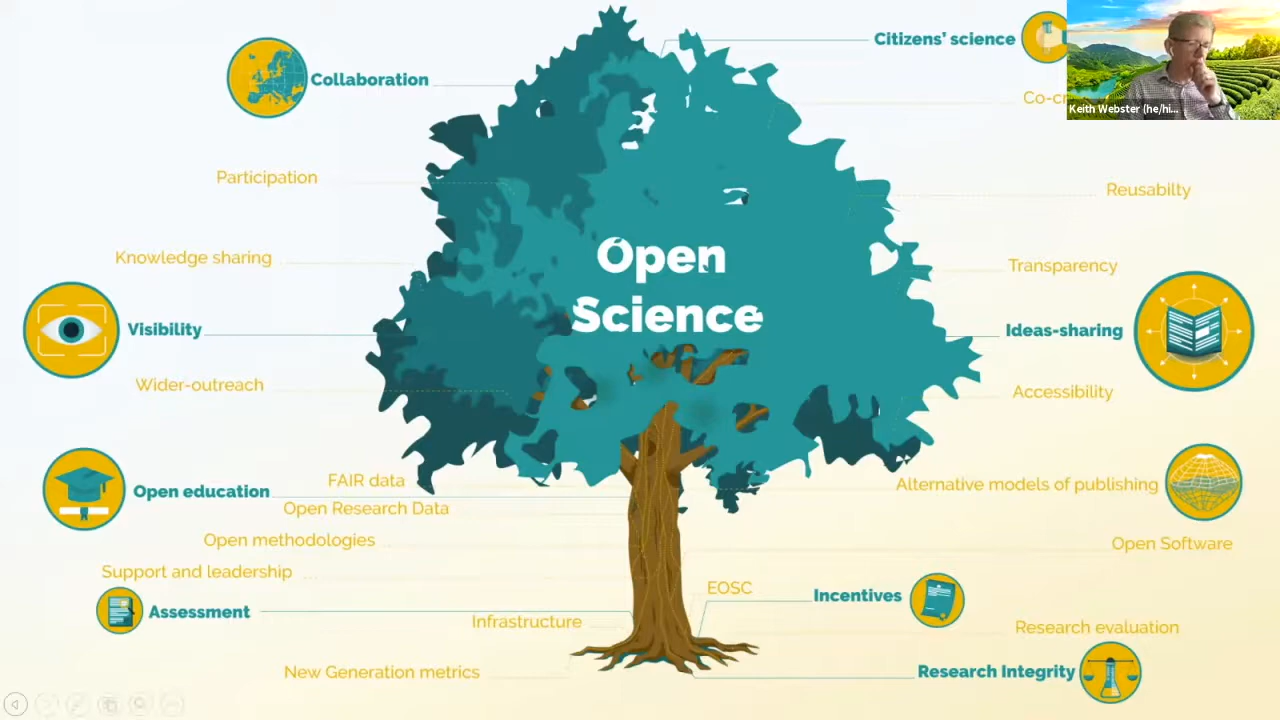 Citizens' science
Collaboration
Keith Webster (he/hi...
Participation
Reusabilty
Open
Science
Knowledge sharing
Transparency
Visibility
Ideas-sharing
Wider-outreach
Accessibility
FAIR data
Alternative models of publishing
Open education
Open Research Data
Open methodologies
Open Software
Support and leadership
EOSC
Incentives
Assessment
Infrastructure
Research evaluation
New Generation metrics
Research Integrity